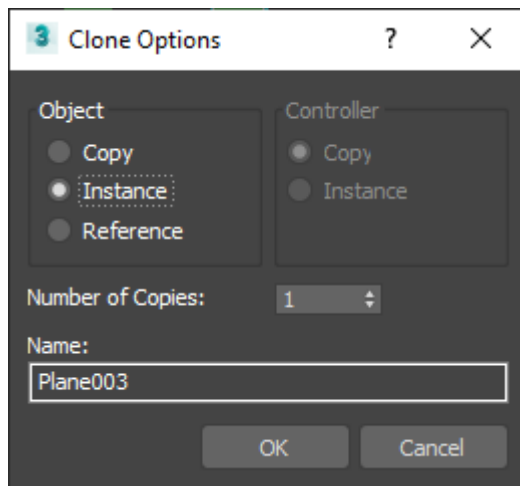 3 Clone Options ?
Object
Controller
Copy
Copy
Instance
Instance
Reference
Number of Copies: 1
Name:
Plane003
OK
Cancel